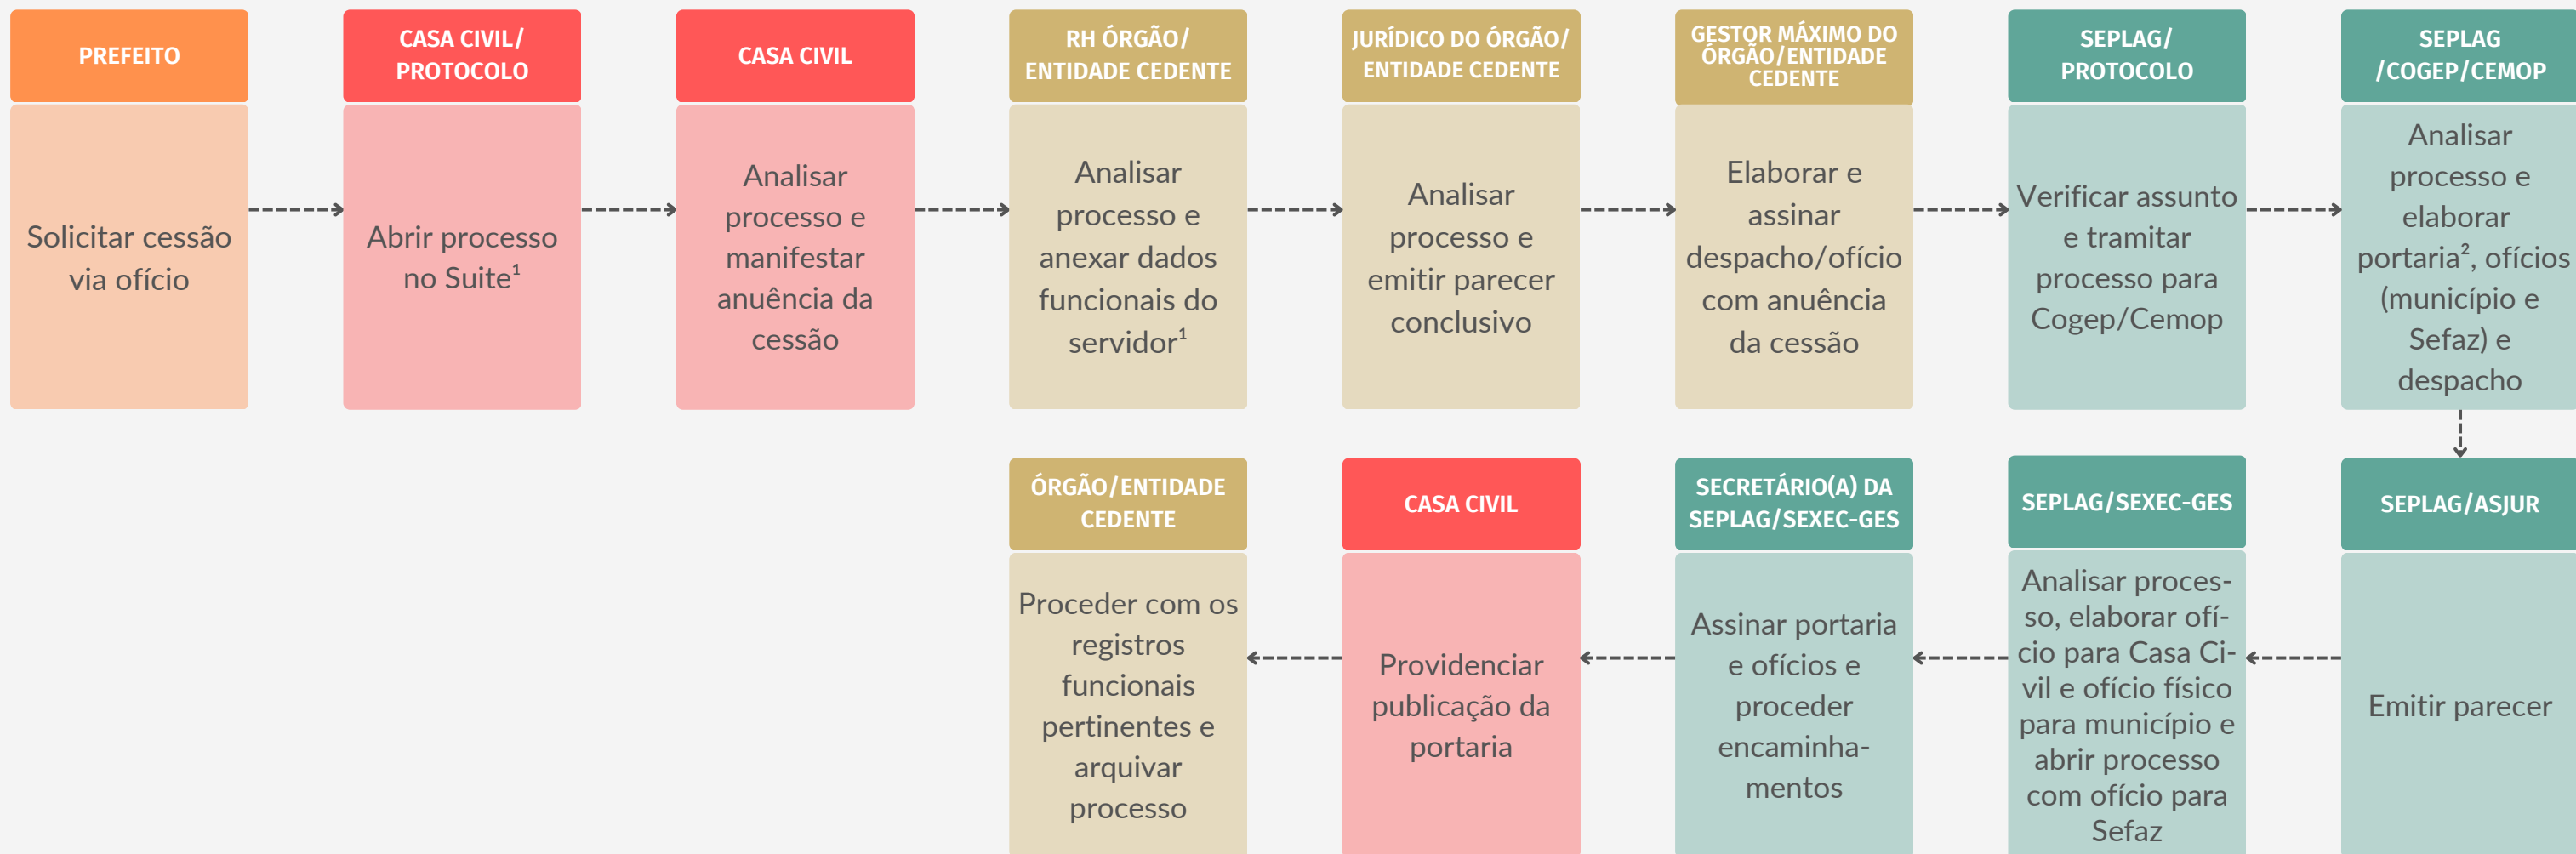 PREFEITO
Solicitar cessão
via ofício
CASA CIVIL/
PROTOCOLO
Abrir processo
no Suite¹
CASA CIVIL
Analisar
processo e
manifestar
anuência da
cessão
RH ÓRGÃO/
ENTIDADE CEDENTE
Analisar
processo e
anexar dados
funcionais do
servidor¹
JURÍDICO DO ÓRGÃO/
ENTIDADE CEDENTE
Analisar
processo e
emitir parecer
conclusivo
GESTOR MÁXIMO DO
ÓRGÃO/ENTIDADE
CEDENTE
Elaborar e
assinar
despacho/ofício
com anuência
da cessão
SEPLAG/
PROTOCOLO
Verificar assunto
e tramitar
processo para
Cogep/Cemop
SEPLAG
/COGEP/CEMOP
Analisar
processo e
elaborar
portaria², ofícios
(município e
Sefaz) e
despacho
SEPLAG/ASJUR
Emitir parecer
SEPLAG/SEXEC-GES
Analisar proces-
so, elaborar ofí-
cio para Casa Ci-
vil e ofício físico
para município e
abrir processo
com ofício para
Sefaz
SECRETÁRIO(A) DA
SEPLAG/SEXEC-GES
Assinar portaria
e ofícios e
proceder
encaminha-
mentos
CASA CIVIL
Providenciar
publicação da
portaria
ÓRGÃO/ENTIDADE
CEDENTE
Proceder com os
registros
funcionais
pertinentes e
arquivar
processo